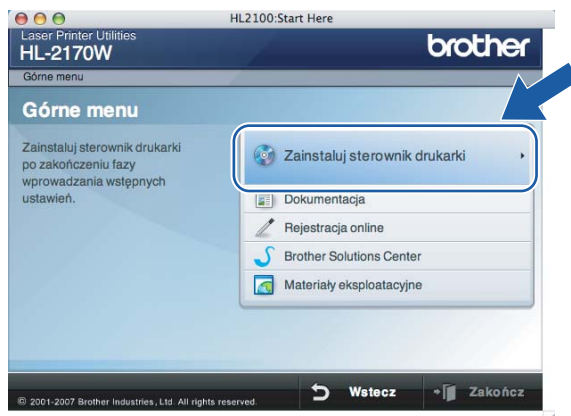 HL2100:Start Here
Laser Printer Utilities
HL-2170W
brother
Górne menu
Górne menu
Zainstaluj sterownik drukarki
po zakończeniu fazy
wprowadzania wstępnych
ustawień.
Zainstaluj sterownik drukarki
Dokumentacja
Rejestracja online
Brother Solutions Center
Materiały eksploatacyjne
© 2001-2007 Brother Industries, Ltd. All rights reserved.
Wstecz
Zakończ